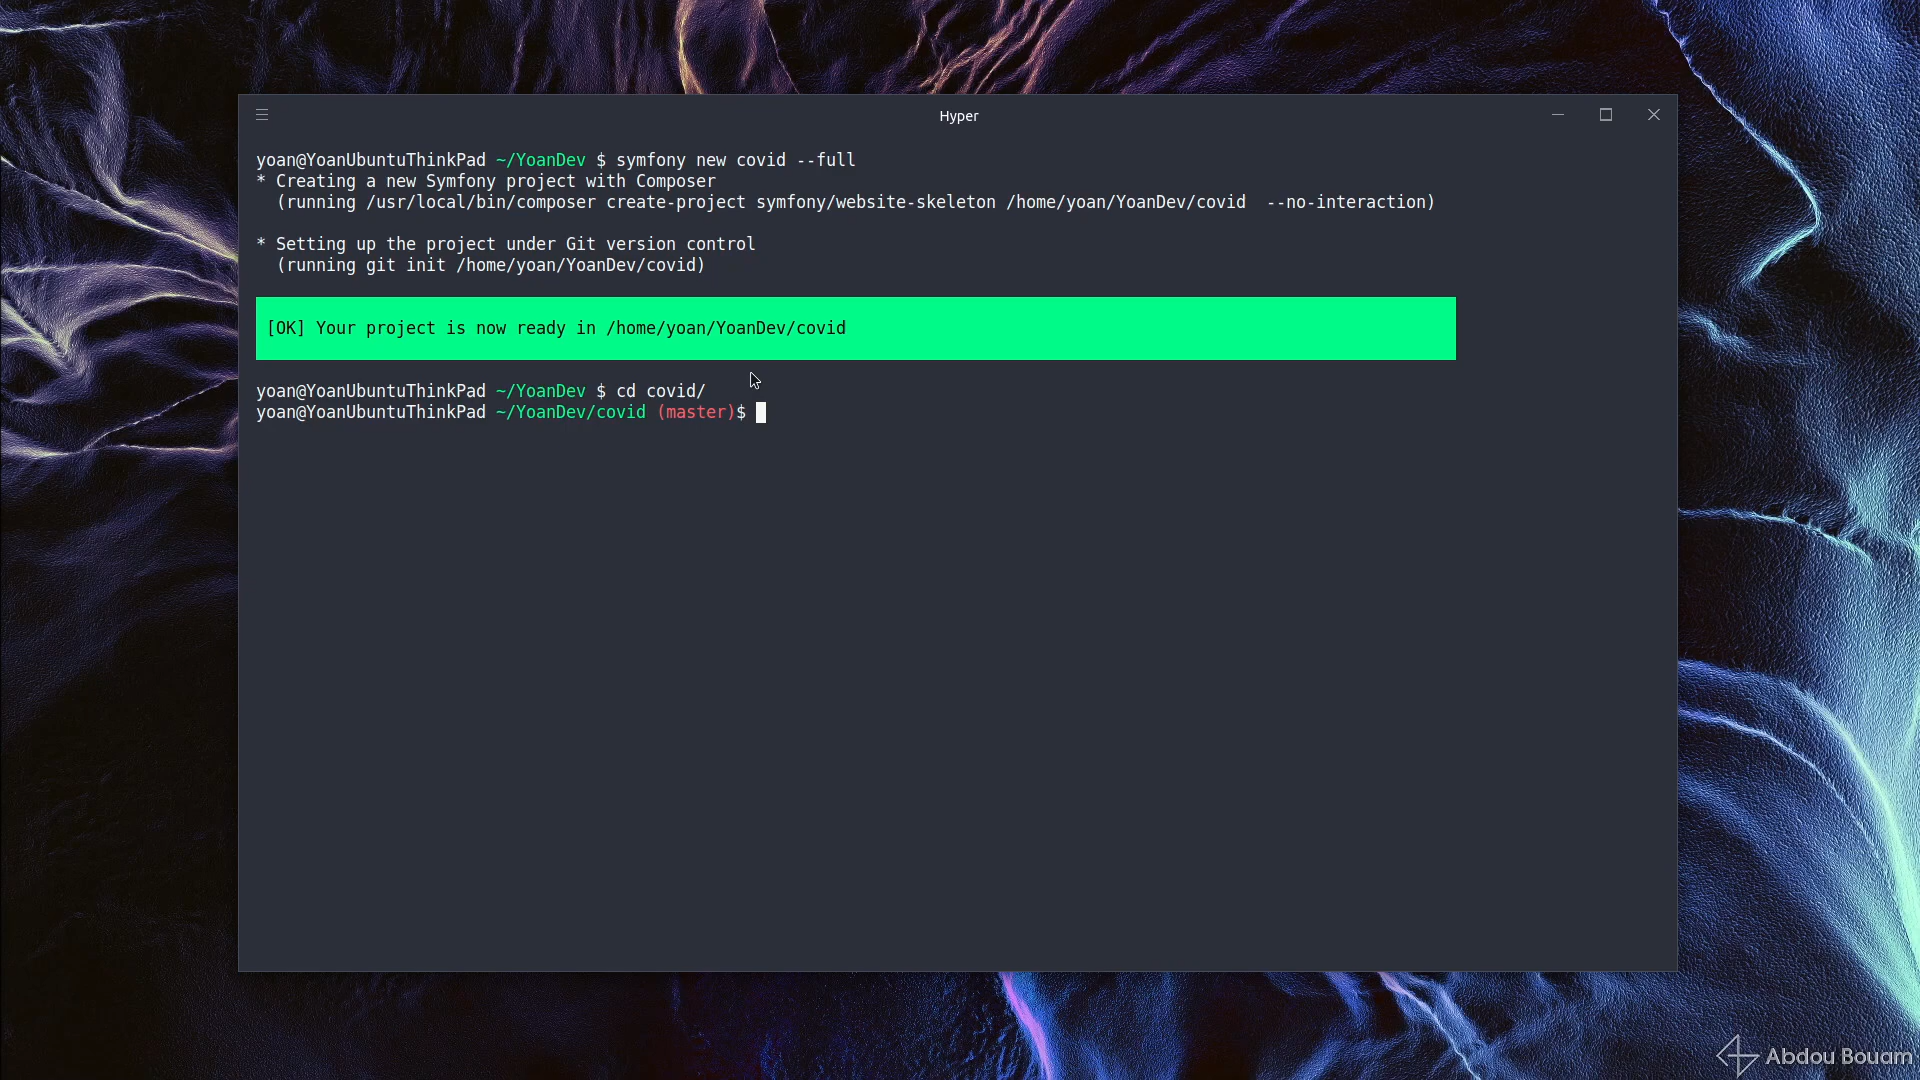 Hyper
yoan@YoanUbuntuThinkPad ~/YoanDev $ symfony new covid --full
* Creating a new Symfony project with Composer
(running /usr/local/bin/composer create-project symfony/website-skeleton /home/yoan/YoanDev/covid  --no-interaction)
* Setting up the project under Git version control
(running git init /home/yoan/YoanDev/covid)
[OK] Your project is now ready in /home/yoan/YoanDev/covid
yoan@YoanUbuntuThinkPad ~/YoanDev $ cd covid/
yoan@YoanUbuntuThinkPad ~/YoanDev/covid (master)$
Abdou Bouam